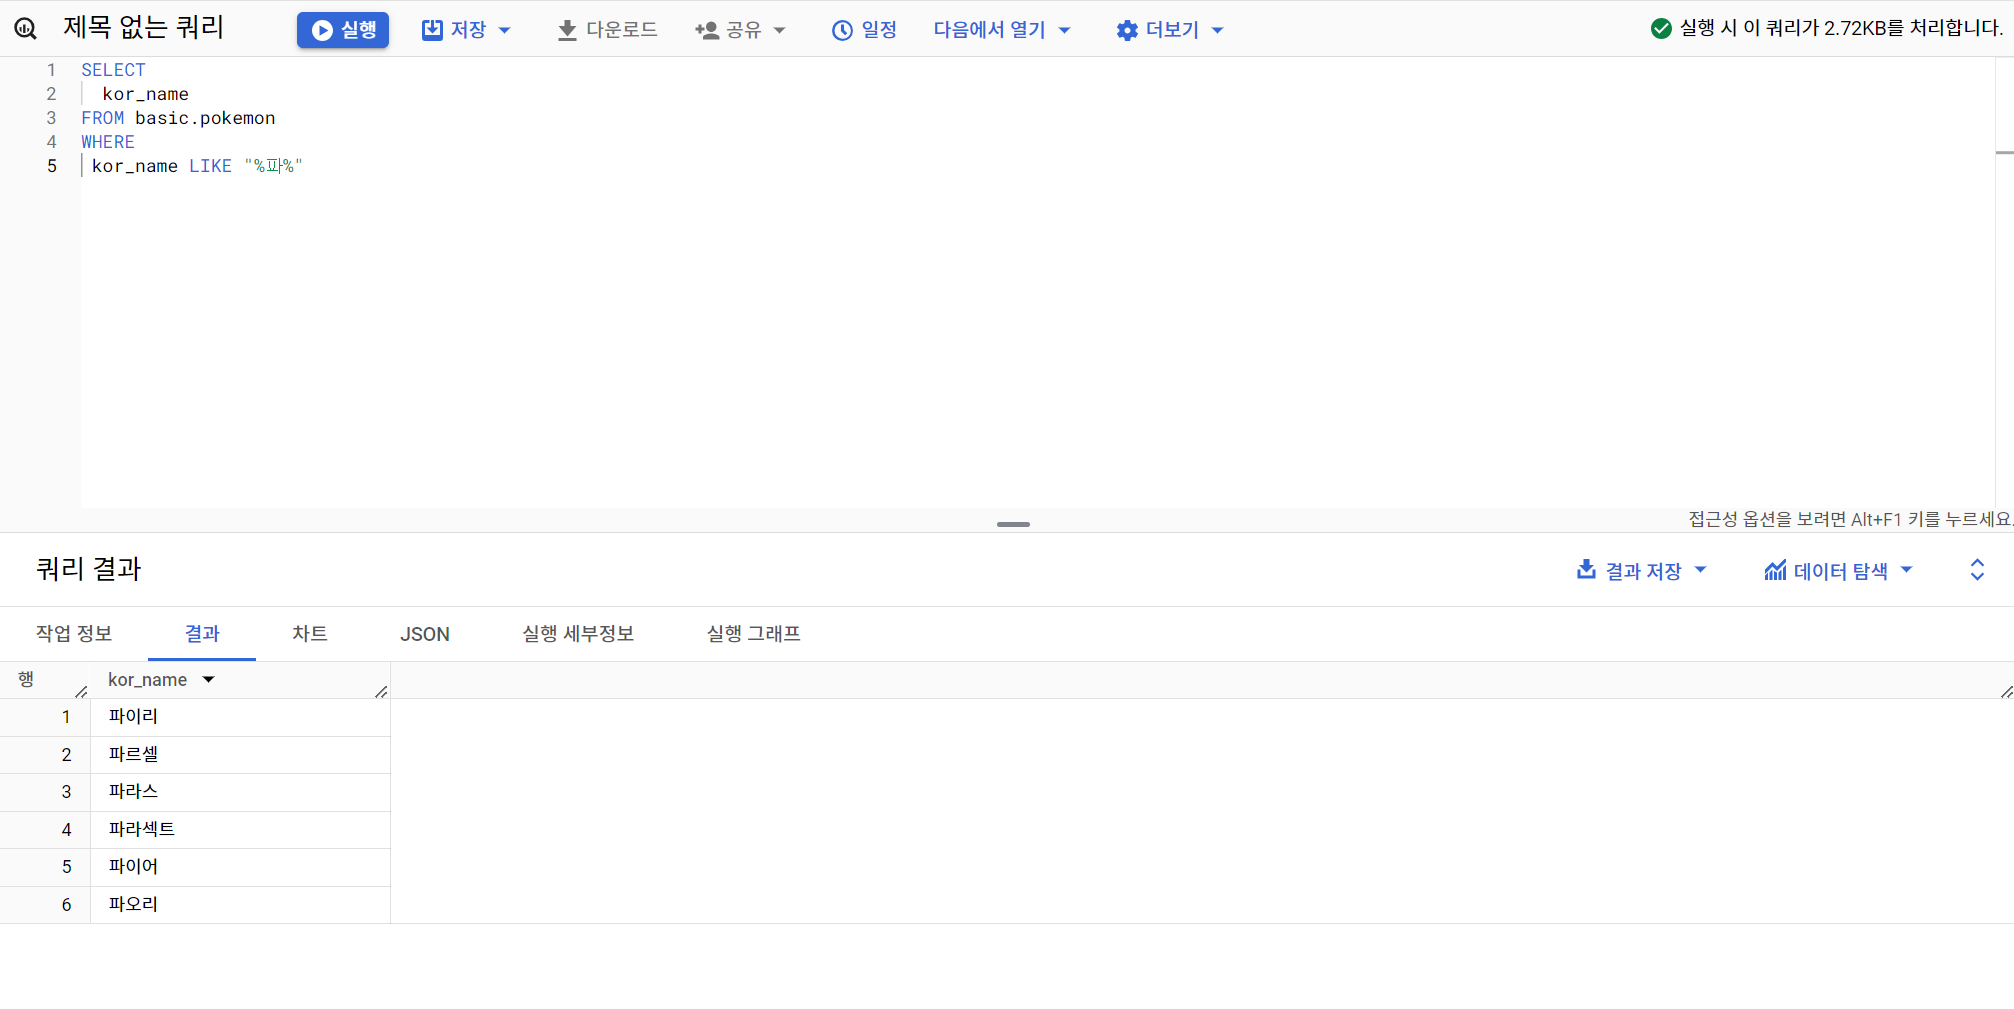 제목 없는 쿼리 실행 저장 다운로드 공유 일정 다음에서 열기 더보기 실행 시 이 쿼리가 2.72KB를 처리합니다.
1 SELECT
2 kor_name
3 FROM basic.pokemon
4 WHERE
5 kor_name LIKE "%파%"
접근성 옵션을 보려면 Alt+F1 키를 누르세요.
쿼리 결과 결과 저장 데이터 탐색
작업 정보 결과 차트 JSON 실행 세부정보 실행 그래프
행 kor_name
1 파이리
2 파르셀
3 파라스
4 파라섹트
5 파이어
6 파오리